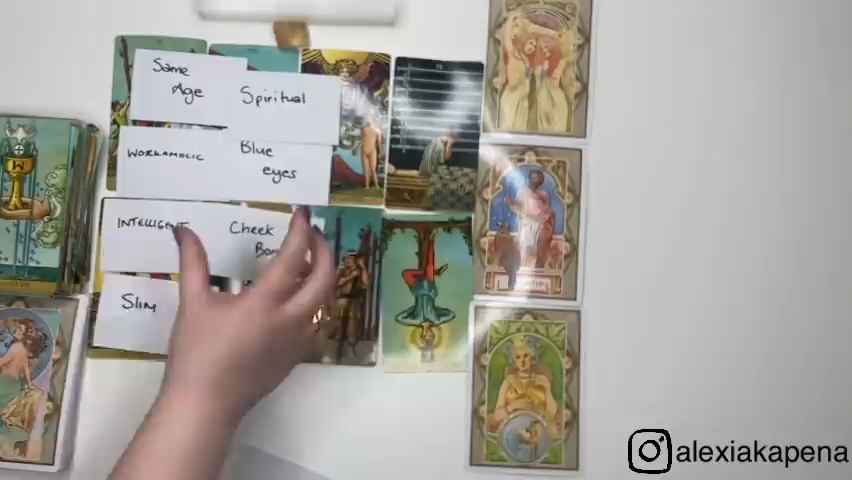 Same
Age
Spiritual
WORKAHOLIC
Blue
eyes
INTELLIGENT
Cheek
Slim
alexiakapena